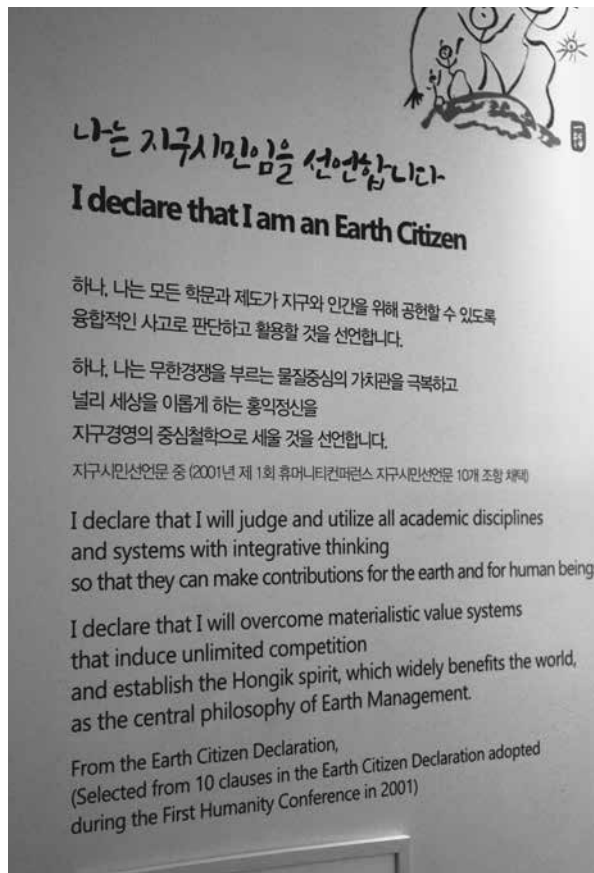 나는 지구시민임을 선언합니다
I declare that I am an Earth Citizen
하나, 나는 모든 학문과 제도가 지구와 인간을 위해 공헌할 수 있도록
융합적인 사고로 판단하고 활용할 것을 선언합니다.
하나, 나는 무한경쟁을 부르는 물질중심의 가치관을 극복하고
널리 세상을 이롭게 하는 홍익정신을
지구경영의 중심철학으로 세울 것을 선언합니다.
지구시민선언문 중 (2001년 제 1회 휴머니티컨퍼런스 지구시민선언문 10개 조항 채택)
I declare that I will judge and utilize all academic disciplines
and systems with integrative thinking
so that they can make contributions for the earth and for human being
I declare that I will overcome materialistic value systems
that induce unlimited competition
and establish the Hongik spirit, which widely benefits the world,
as the central philosophy of Earth Management.
From the Earth Citizen Declaration,
(Selected from 10 clauses in the Earth Citizen Declaration adopted
during the First Humanity Conference in 2001)